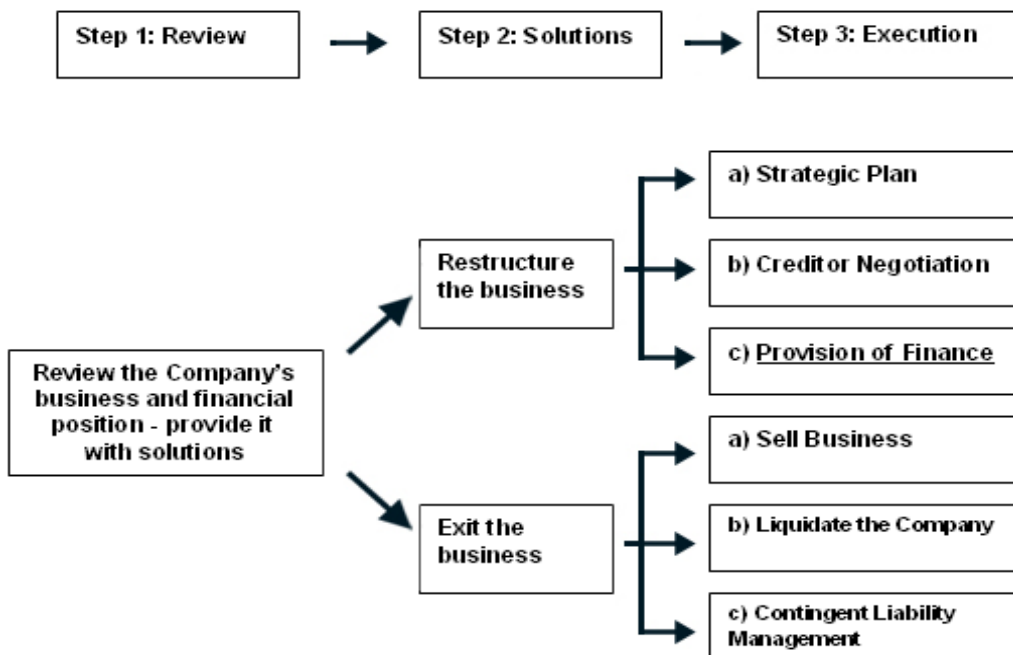 Step 1: Review
Step 2: Solutions
Step 3: Execution
Review the Company's
business and financial
position - provide it
with solutions
Restructure
the business
a) Strategic Plan
b) Creditor Negotiation
c) Provision of Finance
Exit the
business
a) Sell Business
b) Liquidate the Company
c) Contingent Liability
Management